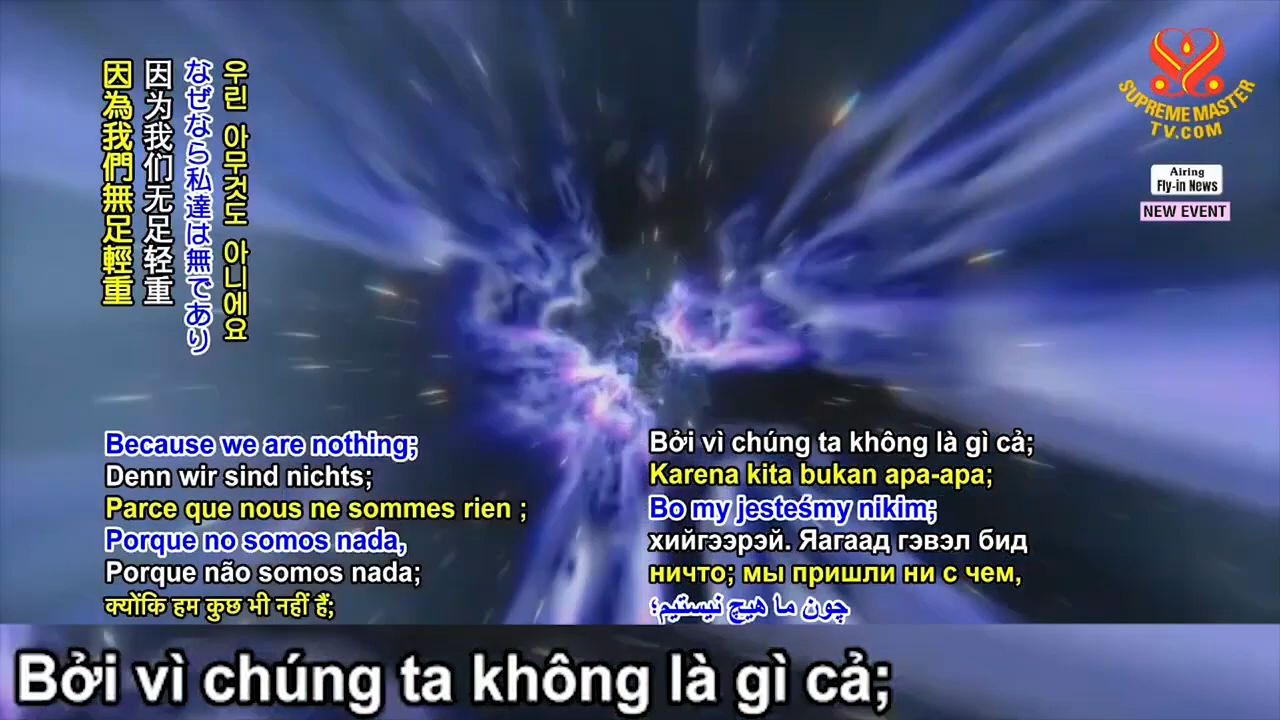 우린 아무것도 아니에요
なぜなら私達は無であり
因为我们无足轻重
因為我們無足輕重
SUPREME MASTER
TV.COM
Airing
Fly-in News
NEW EVENT
Because we are nothing;
Denn wir sind nichts;
Parce que nous ne sommes rien ;
Porque no somos nada,
Porque não somos nada;
क्योंकि हम कुछ भी नहीं हैं;
Bởi vì chúng ta không là gì cả;
Karena kita bukan apa-apa;
Bo my jesteśmy nikim;
хийгээрэй. Яагаад гэвэл бид
ничто; мы пришли ни с чем,
چون ما هیچ نیستیم؛
Bởi vì chúng ta không là gì cả;